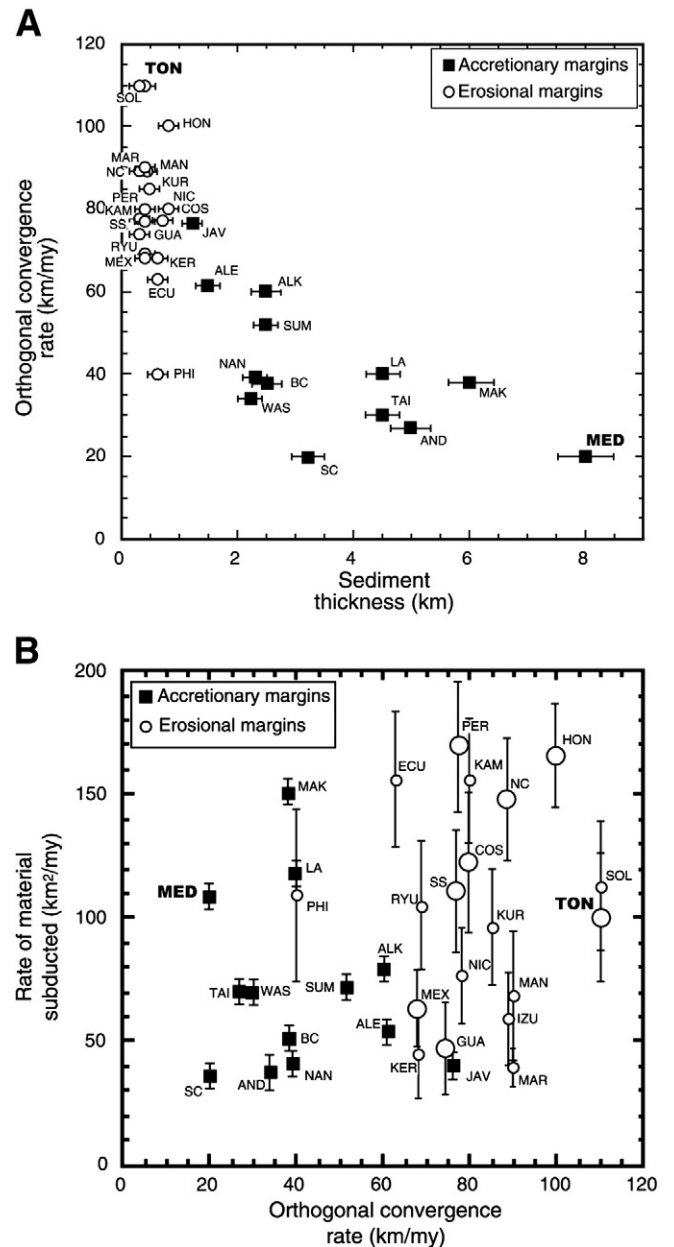 A
120
100
80
60
40
20
0
Orthogonal convergence
rate (km/my)
Accretionary margins
Erosional margins
TON
SOL
HON
MAR
MAN
NC
KUR
PER
NIC
KAM
COS
SS
GUA
JAV
RYU
MEX
KER
ECU
ALE
ALK
SUM
PHI
NAN
BC
WAS
LA
MAK
TAI
AND
MED
SC
0 2 4 6 8
Sediment
thickness (km)
B
200
150
100
50
0
Rate of material
subducted (km²/my)
Accretionary margins
Erosional margins
PER
HON
ECU
KAM
NC
MAK
LA
COS
MED
PHI
SS
SOL
RYU
TON
KUR
ALK
NIC
TAI
WAS
SUM
MAN
MEX
ALE
IZU
BC
GUA
KER
SC
AND
NAN
JAV
MAR
0 20 40 60 80 100 120
Orthogonal convergence
rate (km/my)